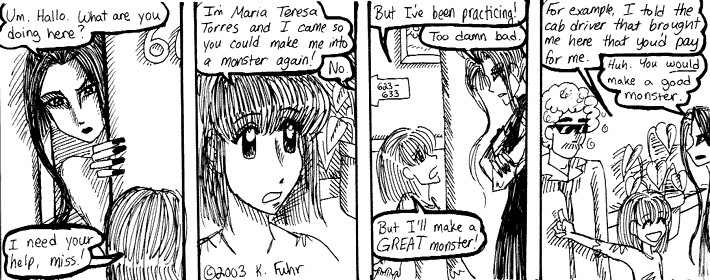 Um. Hallo. What are you
doing here?
60
I need your
help, miss!
I'm Maria Teresa
Torres and I came so
you could make me into
a monster again!
No.
©2003 K. Fuhr
But I've been practicing!
Too damn bad.
623-
633
But I'll make a
GREAT monster!
For example, I told the
cab driver that brought
me here that you'd pay
for me.
Huh. You would
make a good
monster.